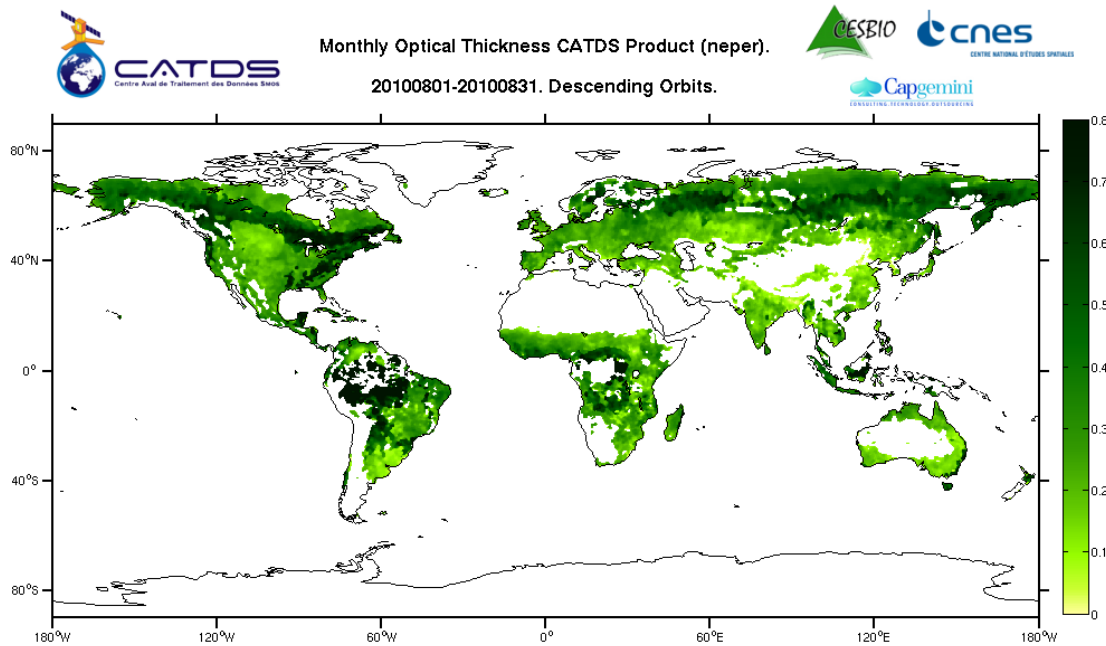 CATDS
Centre Aval de Traitement des Données SMOS
Monthly Optical Thickness CATDS Product (neper).
20100801-20100831. Descending Orbits.
CESBIO
cnes
CENTRE NATIONAL D'ÉTUDES SPATIALES
Capgemini
CONSULTING.TECHNOLOGY.OUTSOURCING
80°N
40°N
0°
40°S
80°S
180°W
120°W
60°W
0°
60°E
120°E
180°W
0.8
0.7
0.6
0.5
0.4
0.3
0.2
0.1
0